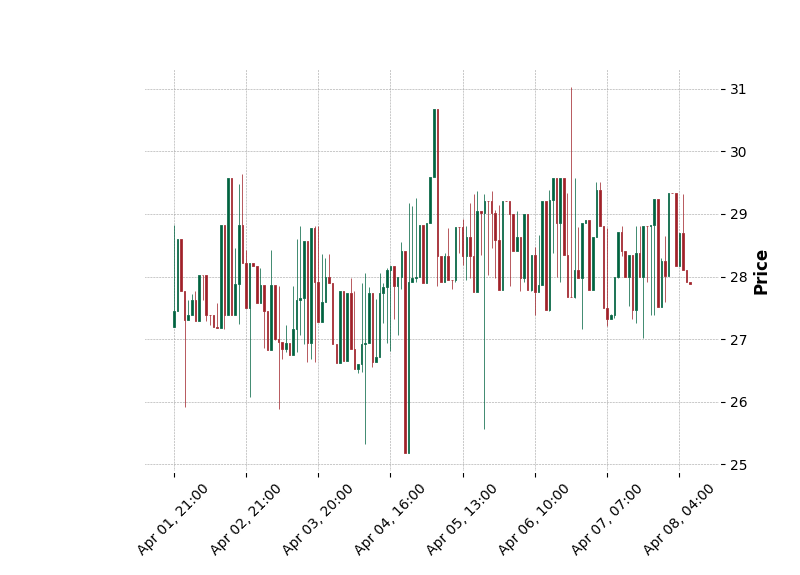 31
30
29
28
27
26
25
Price
Apr 01, 21:00
Apr 02, 21:00
Apr 03, 20:00
Apr 04, 16:00
Apr 05, 13:00
Apr 06, 10:00
Apr 07, 07:00
Apr 08, 04:00